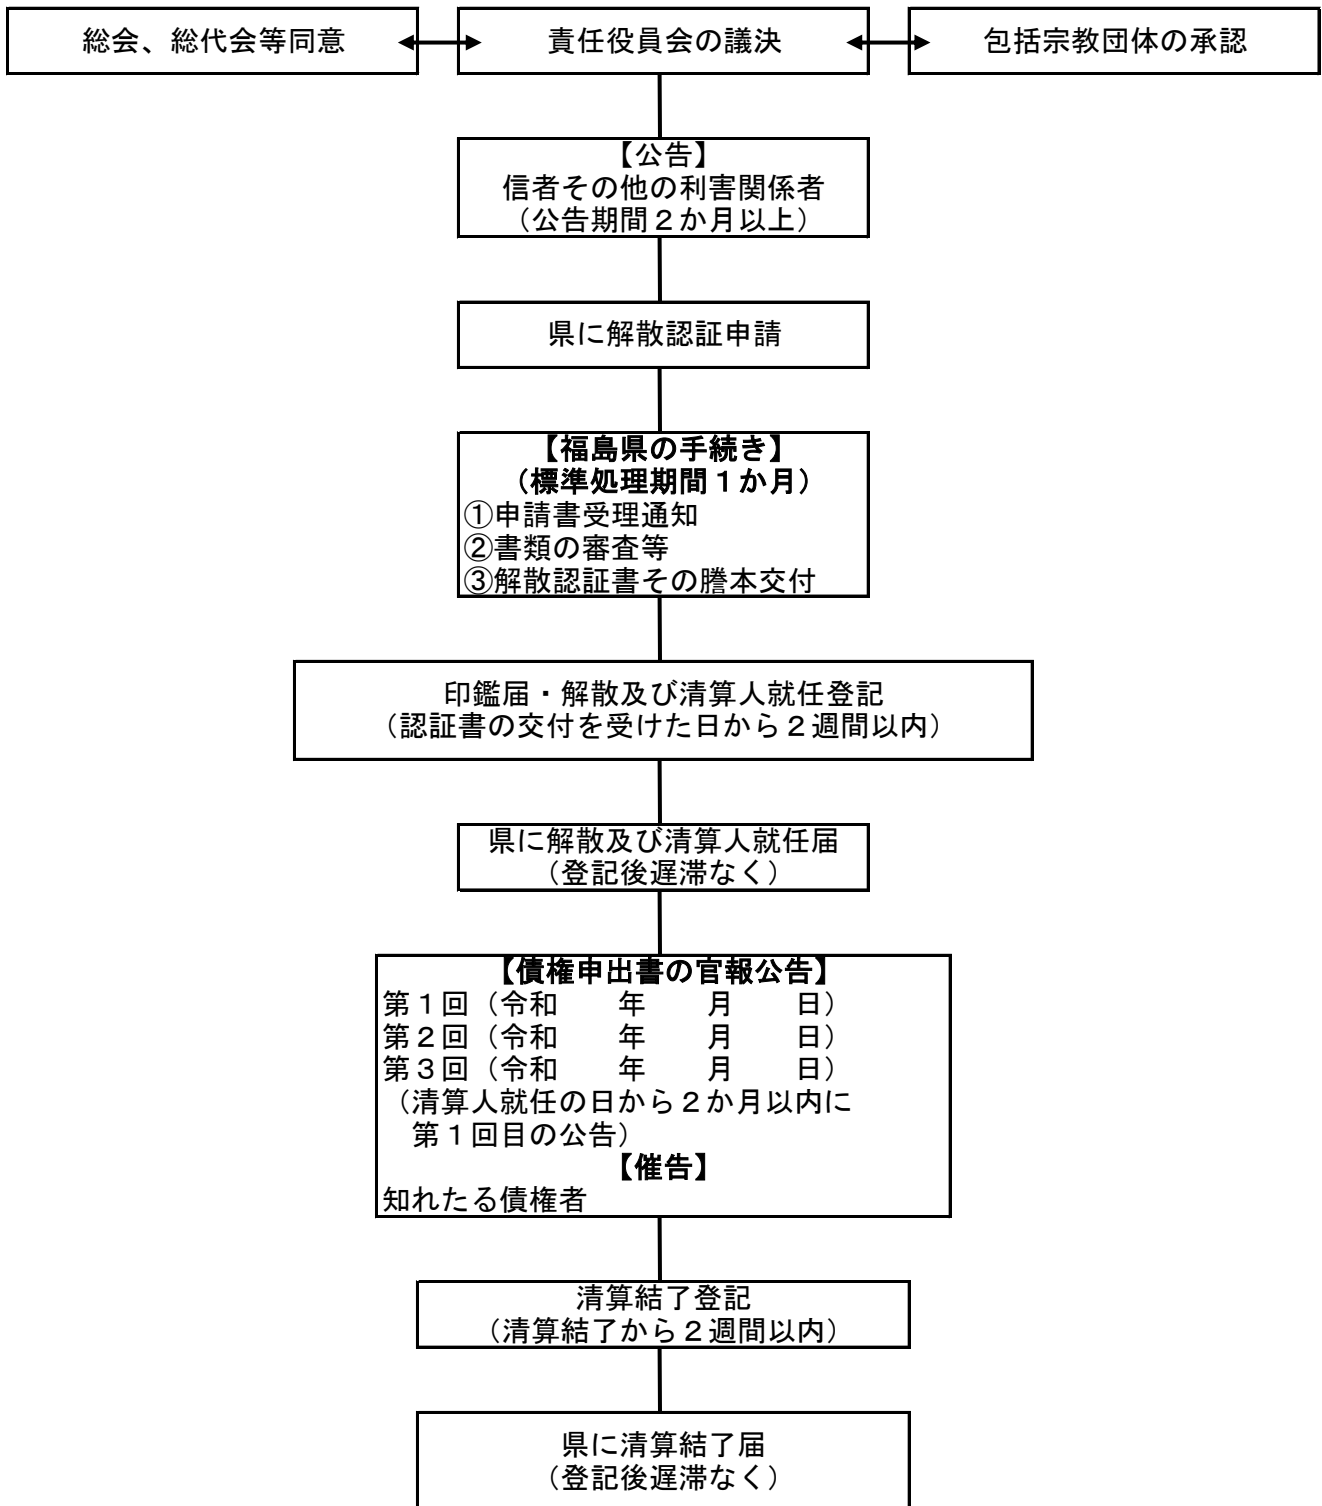 総会、総代会等同意
責任役員会の議決
包括宗教団体の承認
【公告】
信者その他の利害関係者
（公告期間２か月以上）
県に解散認証申請
【福島県の手続き】
（標準処理期間１か月）
①申請書受理通知
②書類の審査等
③解散認証書その謄本交付
印鑑届・解散及び清算人就任登記
（認証書の交付を受けた日から２週間以内）
県に解散及び清算人就任届
（登記後遅滞なく）
【債権申出書の官報公告】
第１回（令和　　年　　月　　日）
第２回（令和　　年　　月　　日）
第３回（令和　　年　　月　　日）
（清算人就任の日から２か月以内に
第１回目の公告）
【催告】
知れたる債権者
清算結了登記
（清算結了から２週間以内）
県に清算結了届
（登記後遅滞なく）